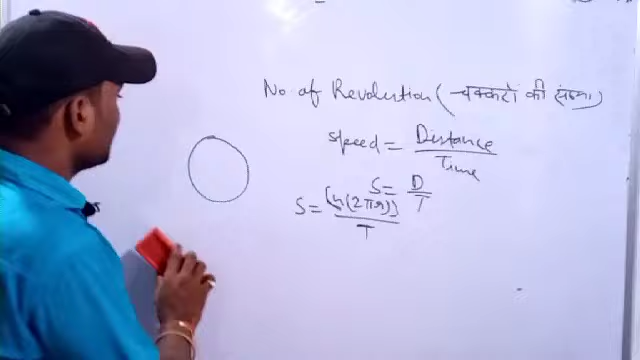 No. of Revolution (चक्करों की संख्या)
speed = Distance / Time
S = D / T
S = (n(2πr)) / T